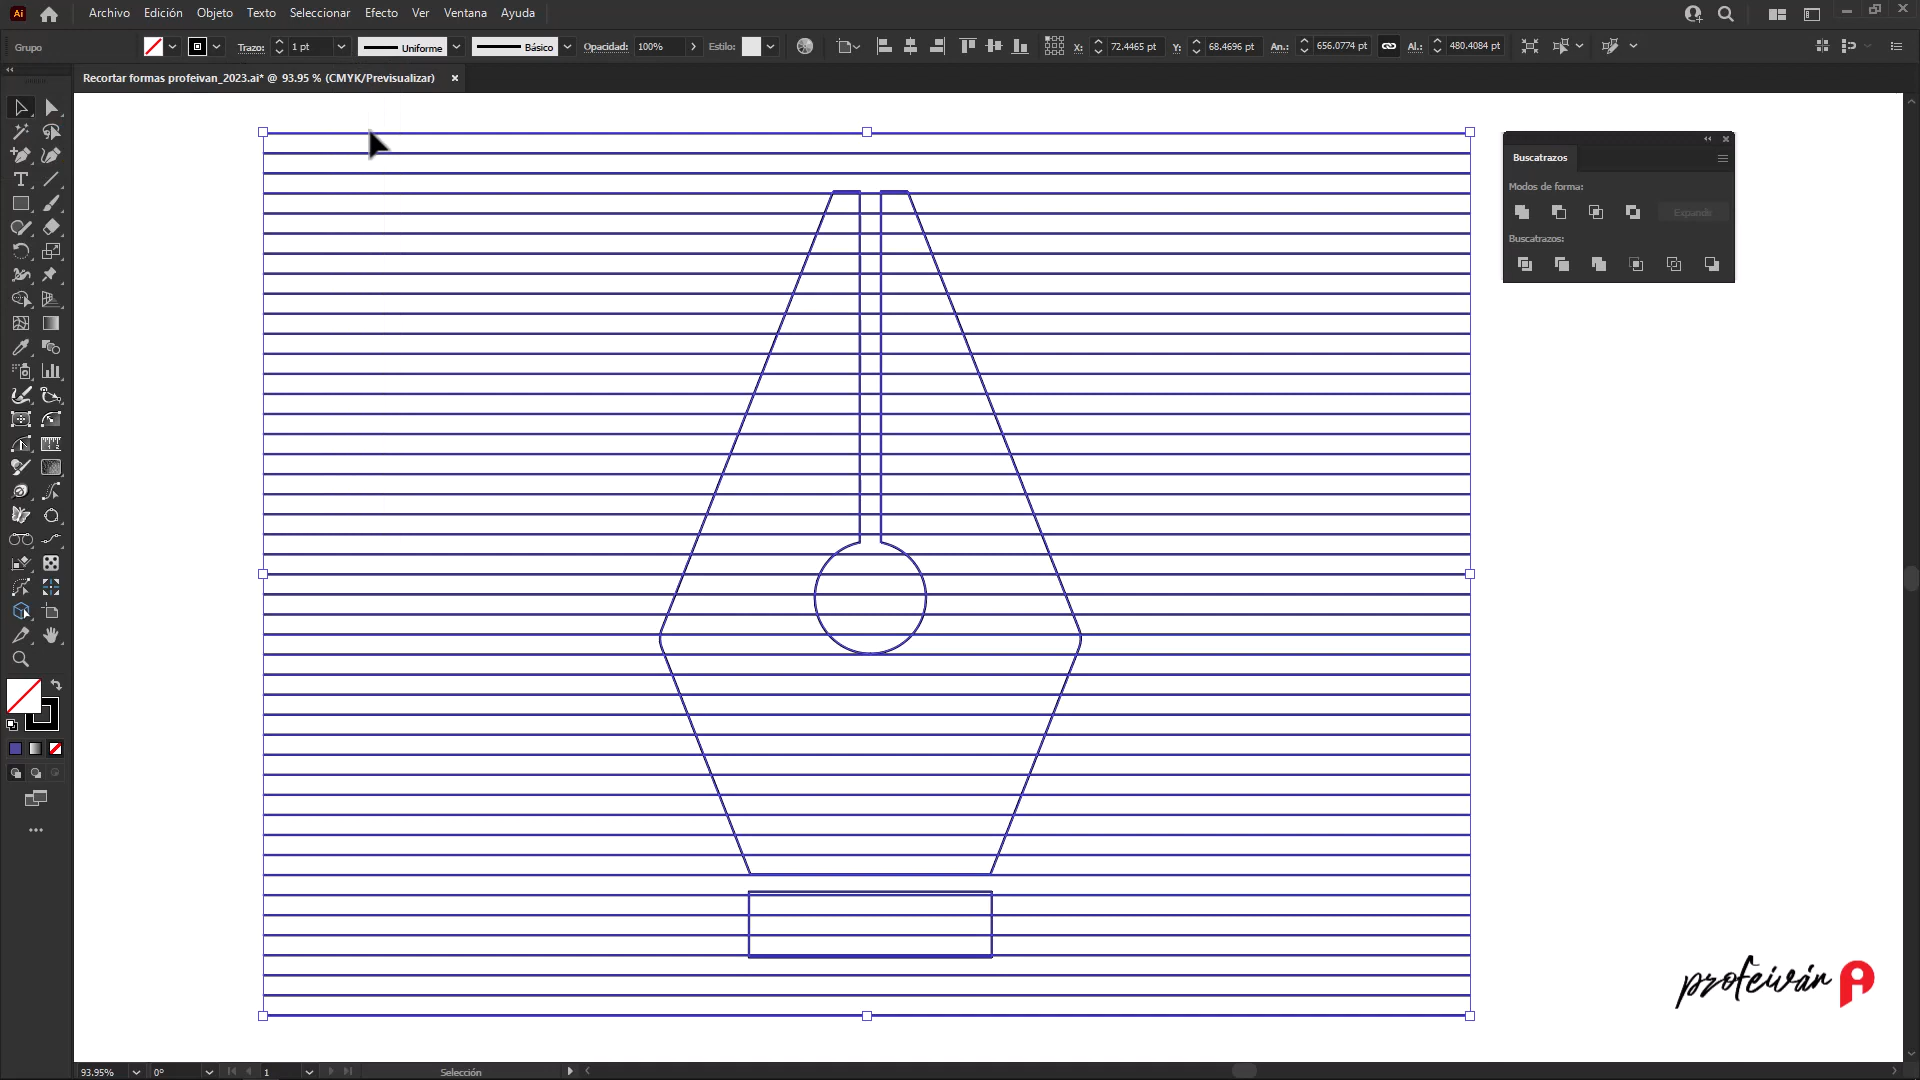 Ai Archivo Edición Objeto Texto Seleccionar Efecto Ver Ventana Ayuda
Grupo Trazo: 1 pt Uniforme Básico Opacidad: 100% Estilo: X: 72.4465 pt Y: 68.4696 pt An.: 656.0774 pt Al.: 480.4084 pt
Recortar formas profeivan_2023.ai* @ 93.95 % (CMYK/Previsualizar)
Buscatrazos
Modos de forma:
Expandir
Buscatrazos:
profeiván
93.95% 0° 1 Selección